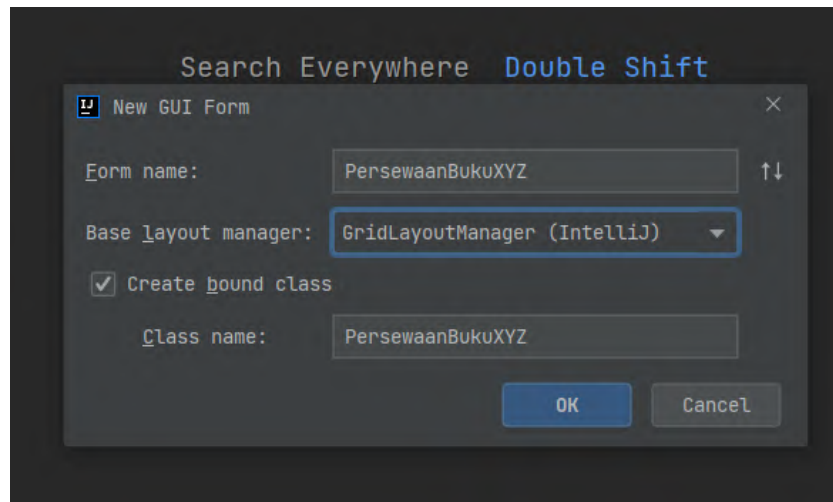 Search Everywhere Double Shift
IJ New GUI Form
Form name: PersewaanBukuXYZ
Base Layout manager: GridLayoutManager (IntelliJ)
Create bound class
Class name: PersewaanBukuXYZ
OK Cancel